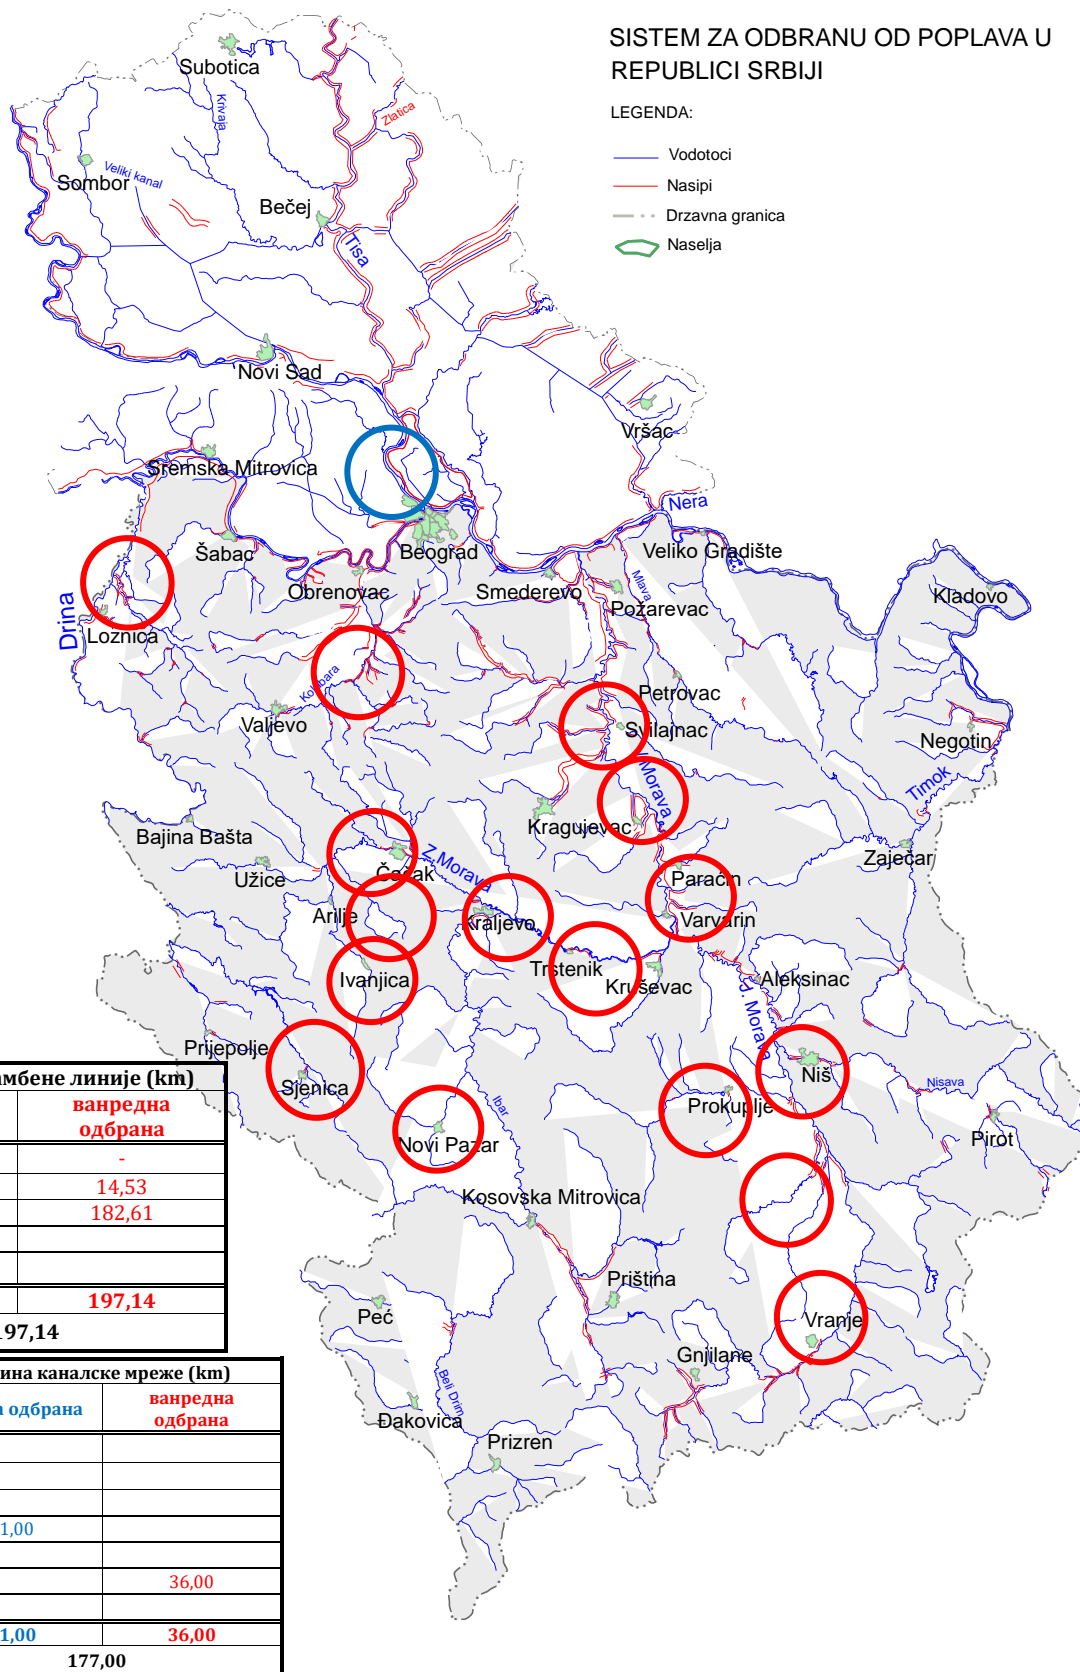 SISTEM ZA ODBRANU OD POPLAVA U
REPUBLICI SRBIJI
LEGENDA:
Vodotoci
Nasipi
Drzavna granica
Naselja
Subotica
Krivaja
Zlatica
Sombor
Veliki kanal
Bečej
Tisa
Novi Sad
Vršac
Sremska Mitrovica
Nera
Šabac
Beograd
Veliko Gradište
Obrenovac
Smederevo
Mlava
Požarevac
Kladovo
Drina
Loznica
Kolubara
Petrovac
Valjevo
Svilajnac
Negotin
Morava
Timok
Bajina Bašta
Kragujevac
Zaječar
Užice
Čačak
Z.Morava
Paraćin
Arilje
Kraljevo
Varvarin
Ivanjica
Trstenik
Kruševac
Aleksinac
J. Morava
Prijepolje
Sjenica
Niš
Nisava
Ibar
Prokuplje
Pirot
Novi Pazar
Kosovska Mitrovica
Priština
Peć
Vranje
Gnjilane
Beli Drim
Đakovica
Prizren
линије (km)
ванредна
одбрана
-
14,53
182,61
197,14
97,14
каналске мреже (km)
одбрана
ванредна
одбрана
1,00
36,00
1,00
36,00
177,00